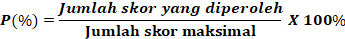 P(%) = Jumlah skor yang diperoleh / Jumlah skor maksimal X 100%